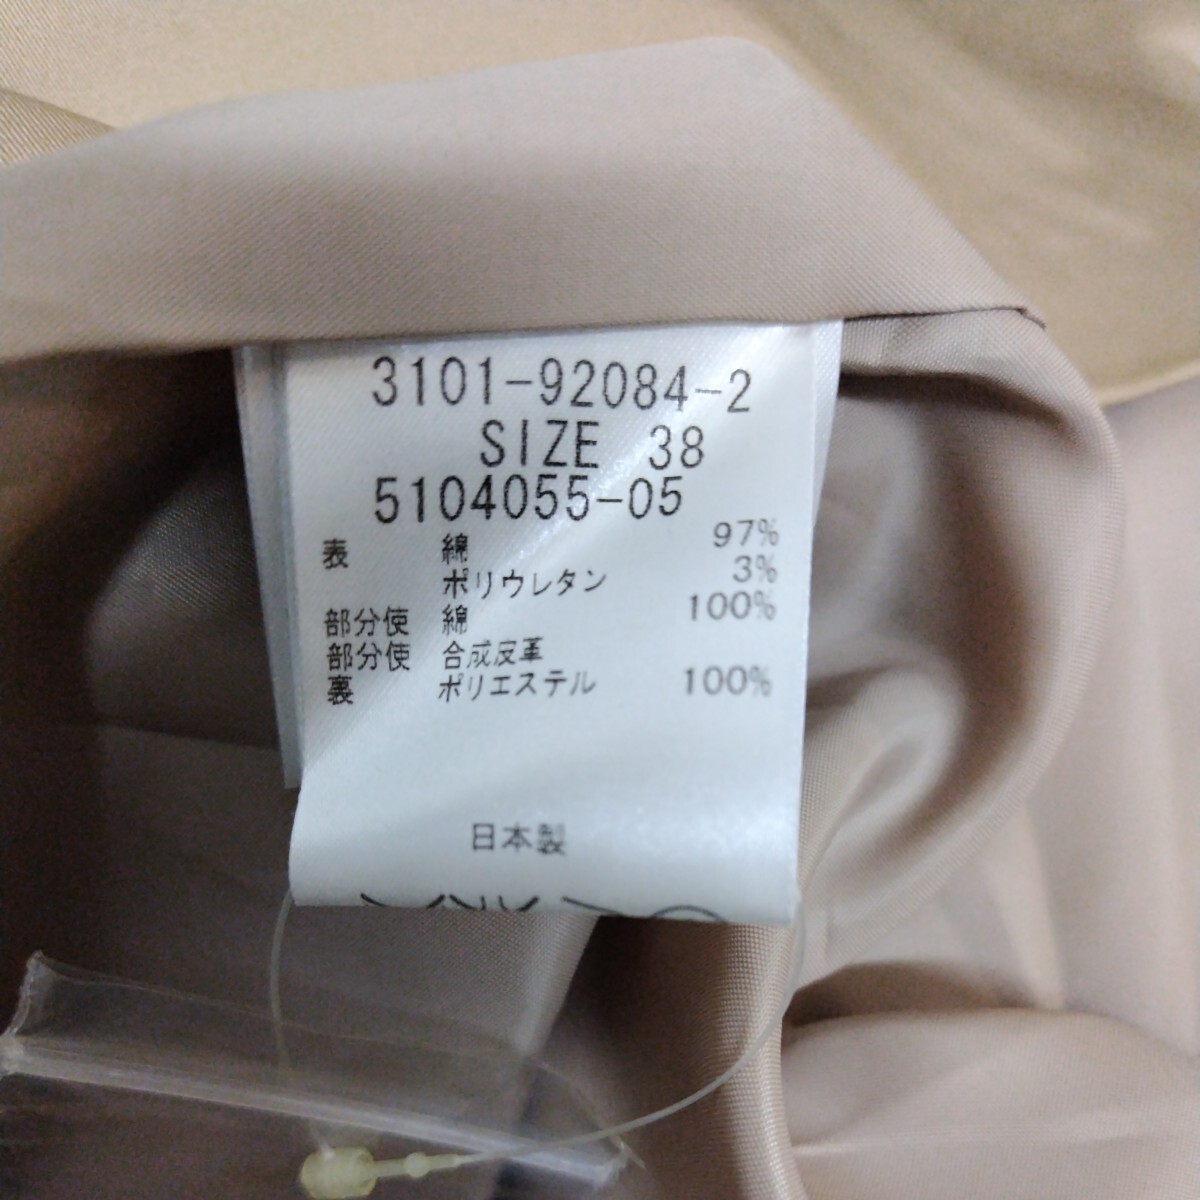 3101-92084-2
SIZE 38
5104055-05
表 綿 97%
ポリウレタン 3%
部分使 綿 100%
部分使 合成皮革
裏 ポリエステル 100%
日本製